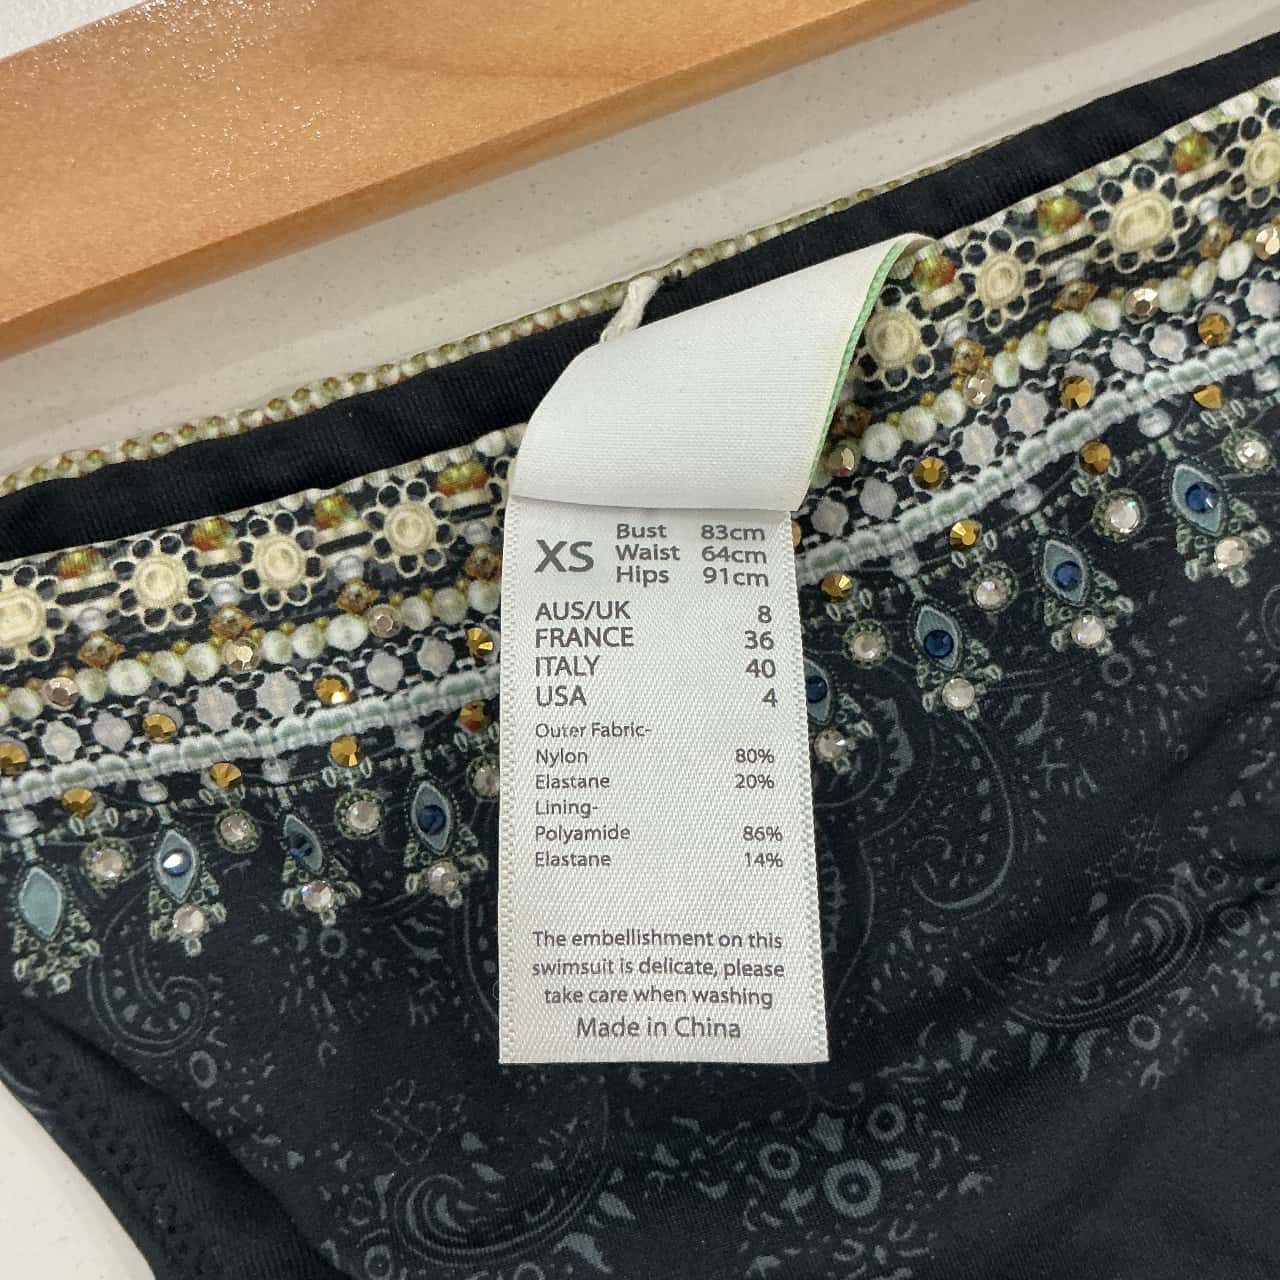 XS
Bust 83cm
Waist 64cm
Hips 91cm
AUS/UK 8
FRANCE 36
ITALY 40
USA 4
Outer Fabric-
Nylon 80%
Elastane 20%
Lining-
Polyamide 86%
Elastane 14%
The embellishment on this
swimsuit is delicate, please
take care when washing
Made in China